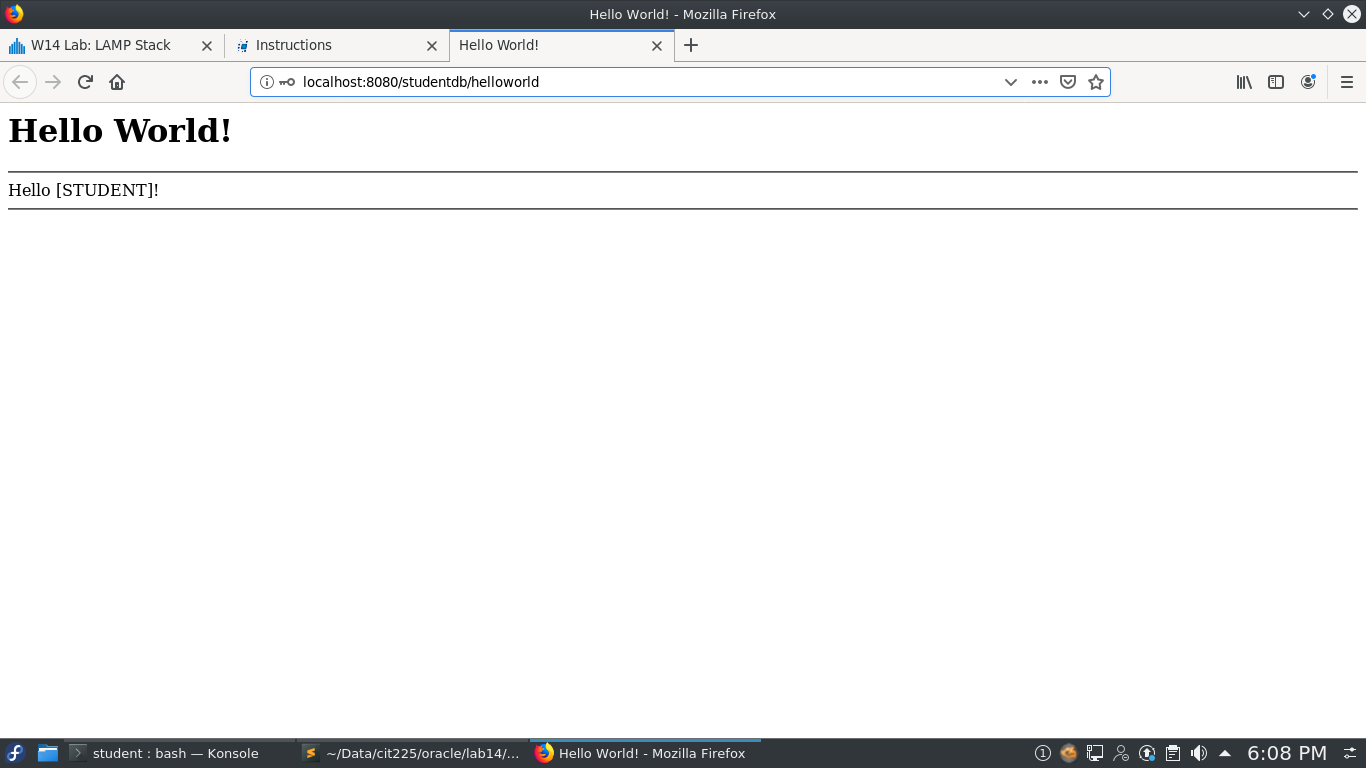 Hello World! - Mozilla Firefox
W14 Lab: LAMP Stack
Instructions
Hello World!
localhost:8080/studentdb/helloworld
Hello World!
Hello [STUDENT]!
student : bash — Konsole
~/Data/cit225/oracle/lab14/...
Hello World! - Mozilla Firefox
1
6:08 PM